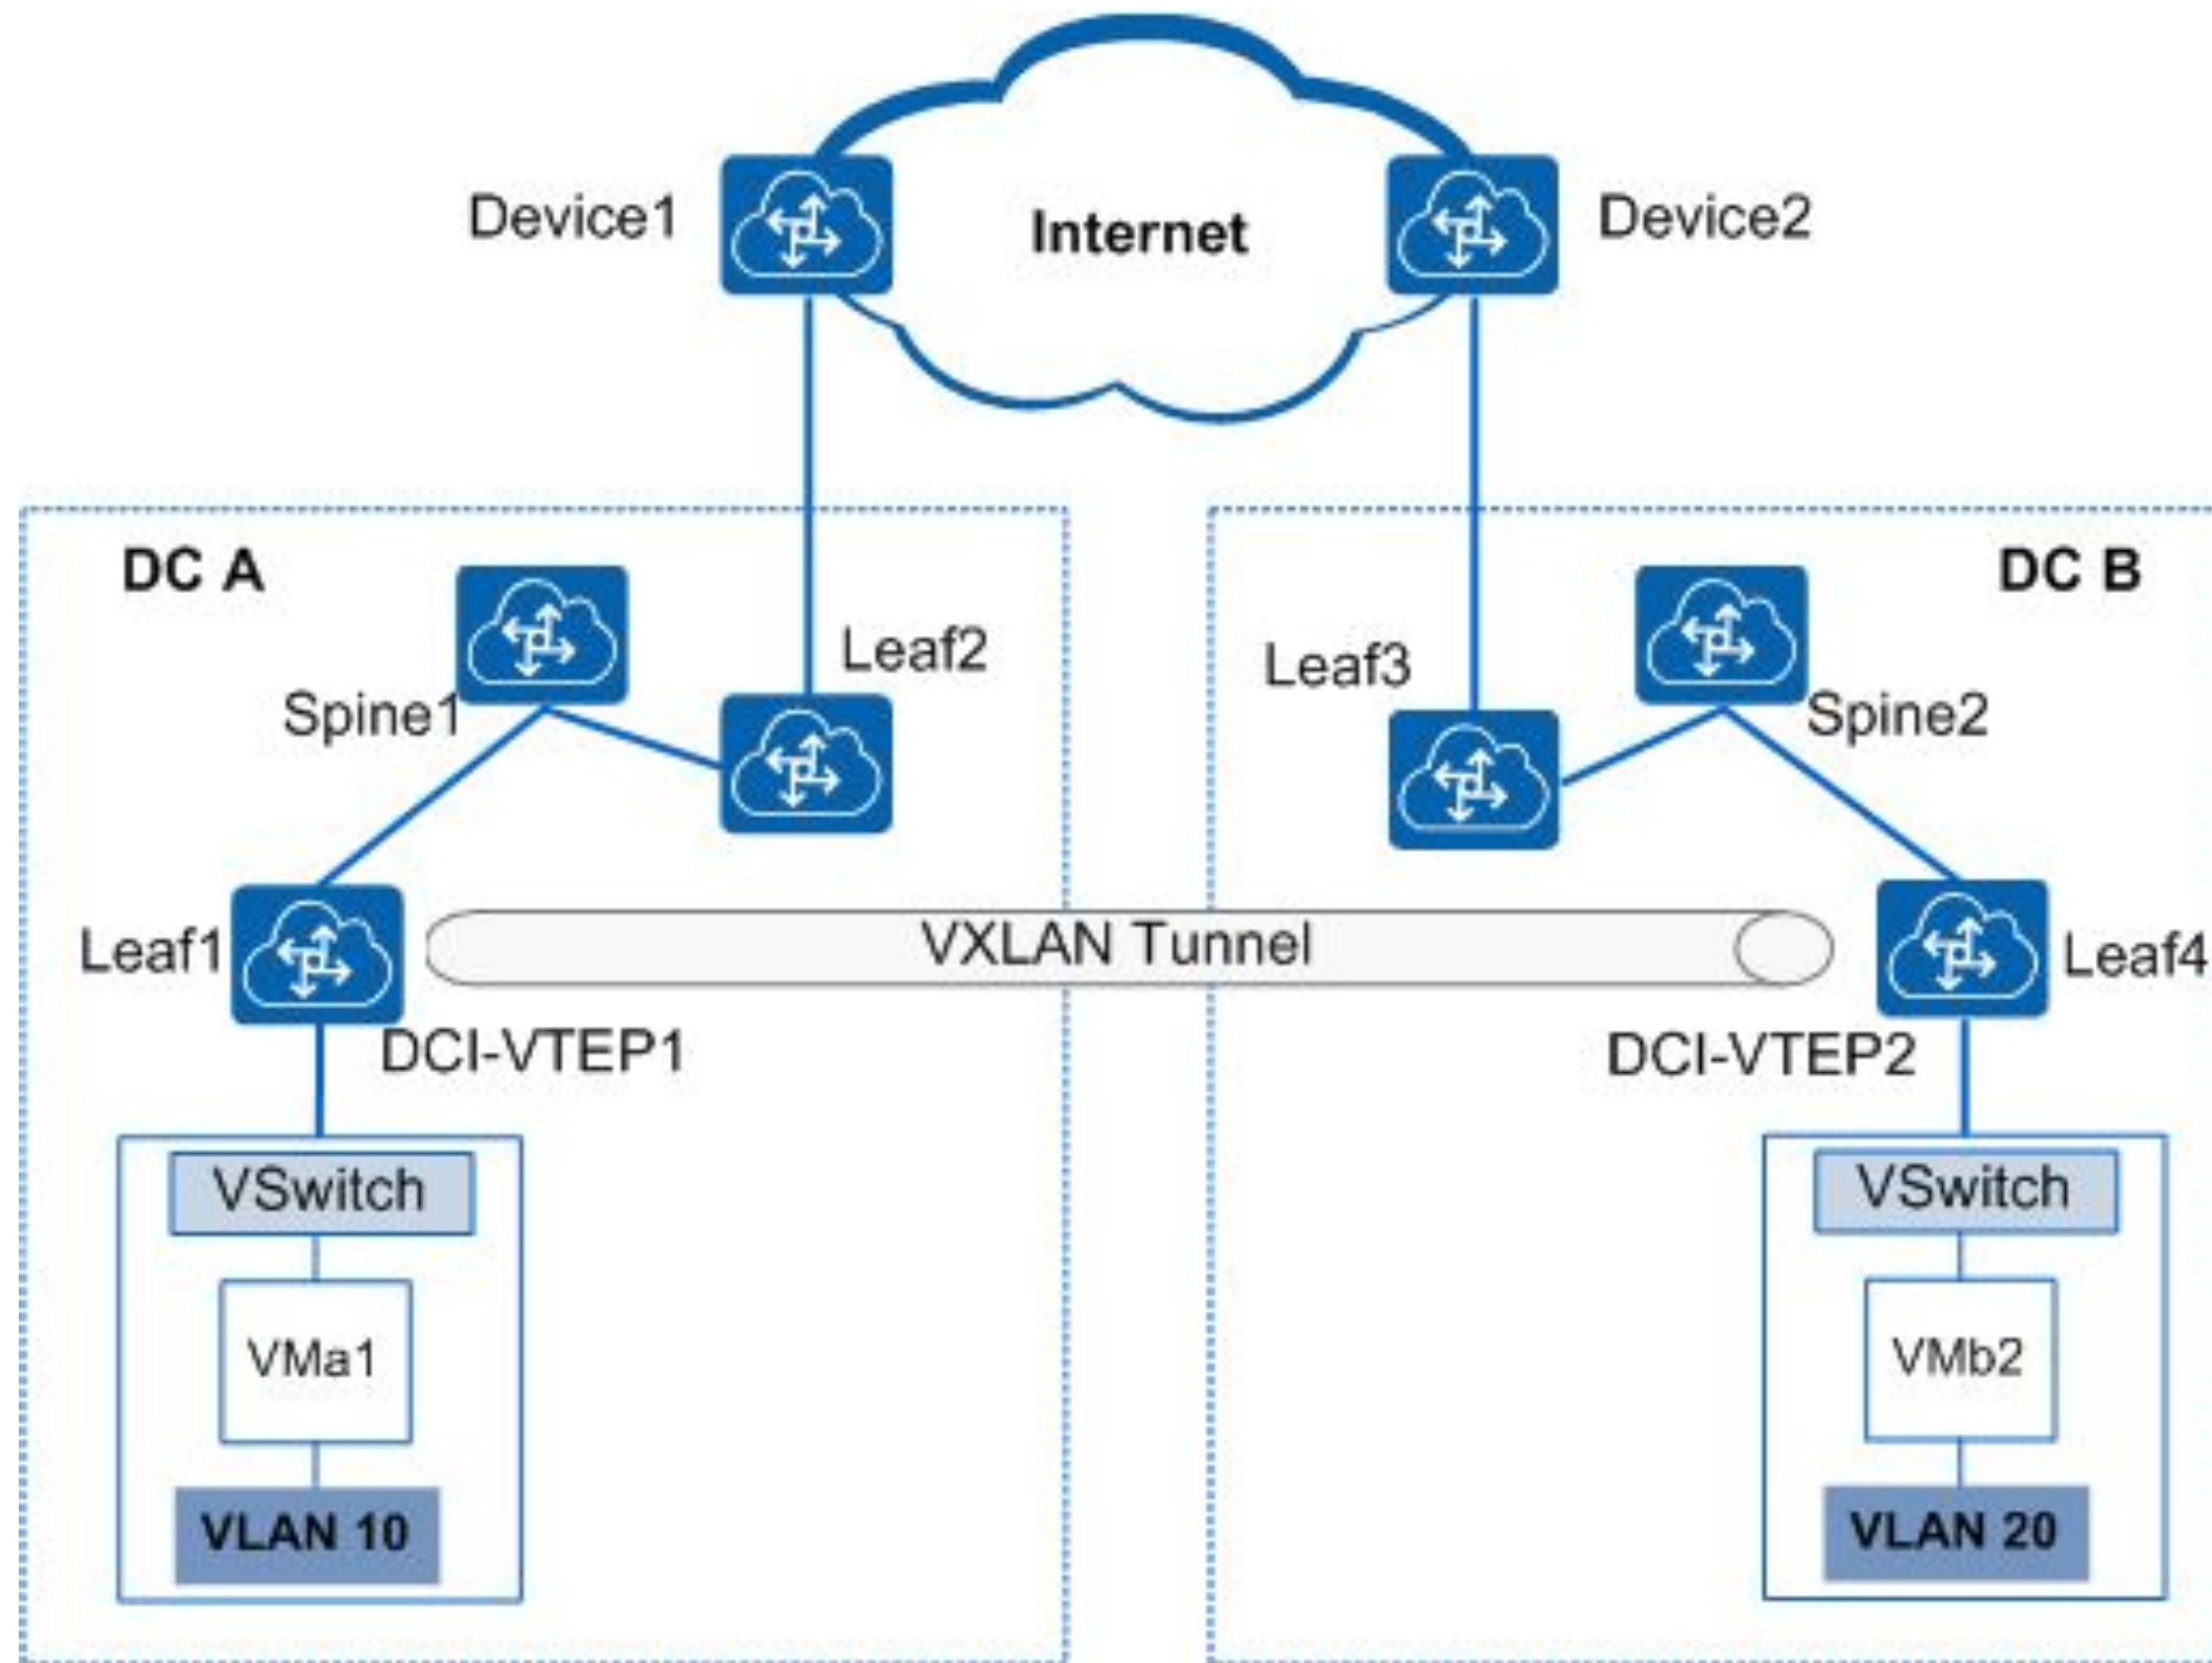 Device1
Internet
Device2
DC A
DC B
Leaf2
Leaf3
Spine1
Spine2
Leaf1
VXLAN Tunnel
Leaf4
DCI-VTEP1
DCI-VTEP2
VSwitch
VSwitch
VMa1
VMb2
VLAN 10
VLAN 20